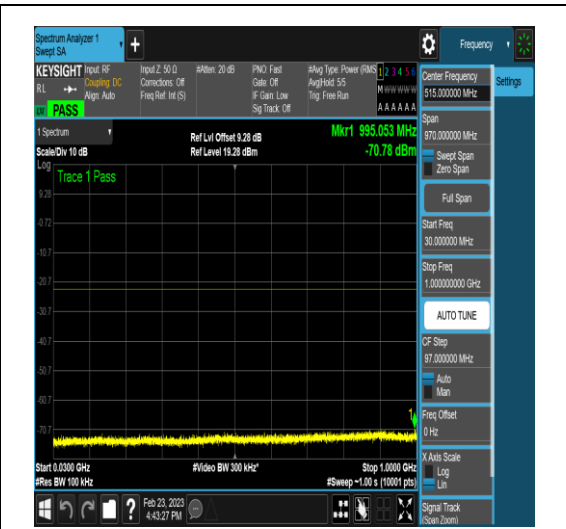 Spectrum Analyzer 1
Swept SA
+
Frequency
KEYSIGHT
RL
LXI
PASS
Input: RF
Coupling: DC
Align: Auto
Input Z: 50 Ω
Corrections: Off
Freq Ref: Int (S)
#Atten: 20 dB
PNO: Fast
Gate: Off
IF Gain: Low
Sig Track: Off
#Avg Type: Power (RMS
Avg|Hold: 5/5
Trig: Free Run
1 2 3 4 5 6
M W W W W W
A A A A A A
1 Spectrum
Scale/Div 10 dB
Log
Ref Lvl Offset 9.28 dB
Ref Level 19.28 dBm
Mkr1 995.053 MHz
-70.78 dBm
Trace 1 Pass
9.28
-0.72
-10.7
-20.7
-30.7
-40.7
-50.7
-60.7
-70.7
1
Start 0.0300 GHz
#Res BW 100 kHz
#Video BW 300 kHz*
Stop 1.0000 GHz
#Sweep ~1.00 s (10001 pts)
Feb 23, 2023
4:43:27 PM
Center Frequency
515.000000 MHz
Settings
Span
970.000000 MHz
Swept Span
Zero Span
Full Span
Start Freq
30.000000 MHz
Stop Freq
1.000000000 GHz
AUTO TUNE
CF Step
97.000000 MHz
Auto
Man
Freq Offset
0 Hz
X Axis Scale
Log
Lin
Signal Track
(Span Zoom)